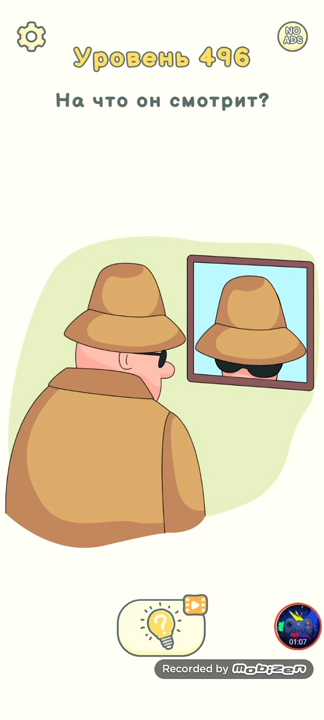 NO
ADS
Уровень 496
На что он смотрит?
?
01:07
Recorded by mobizen